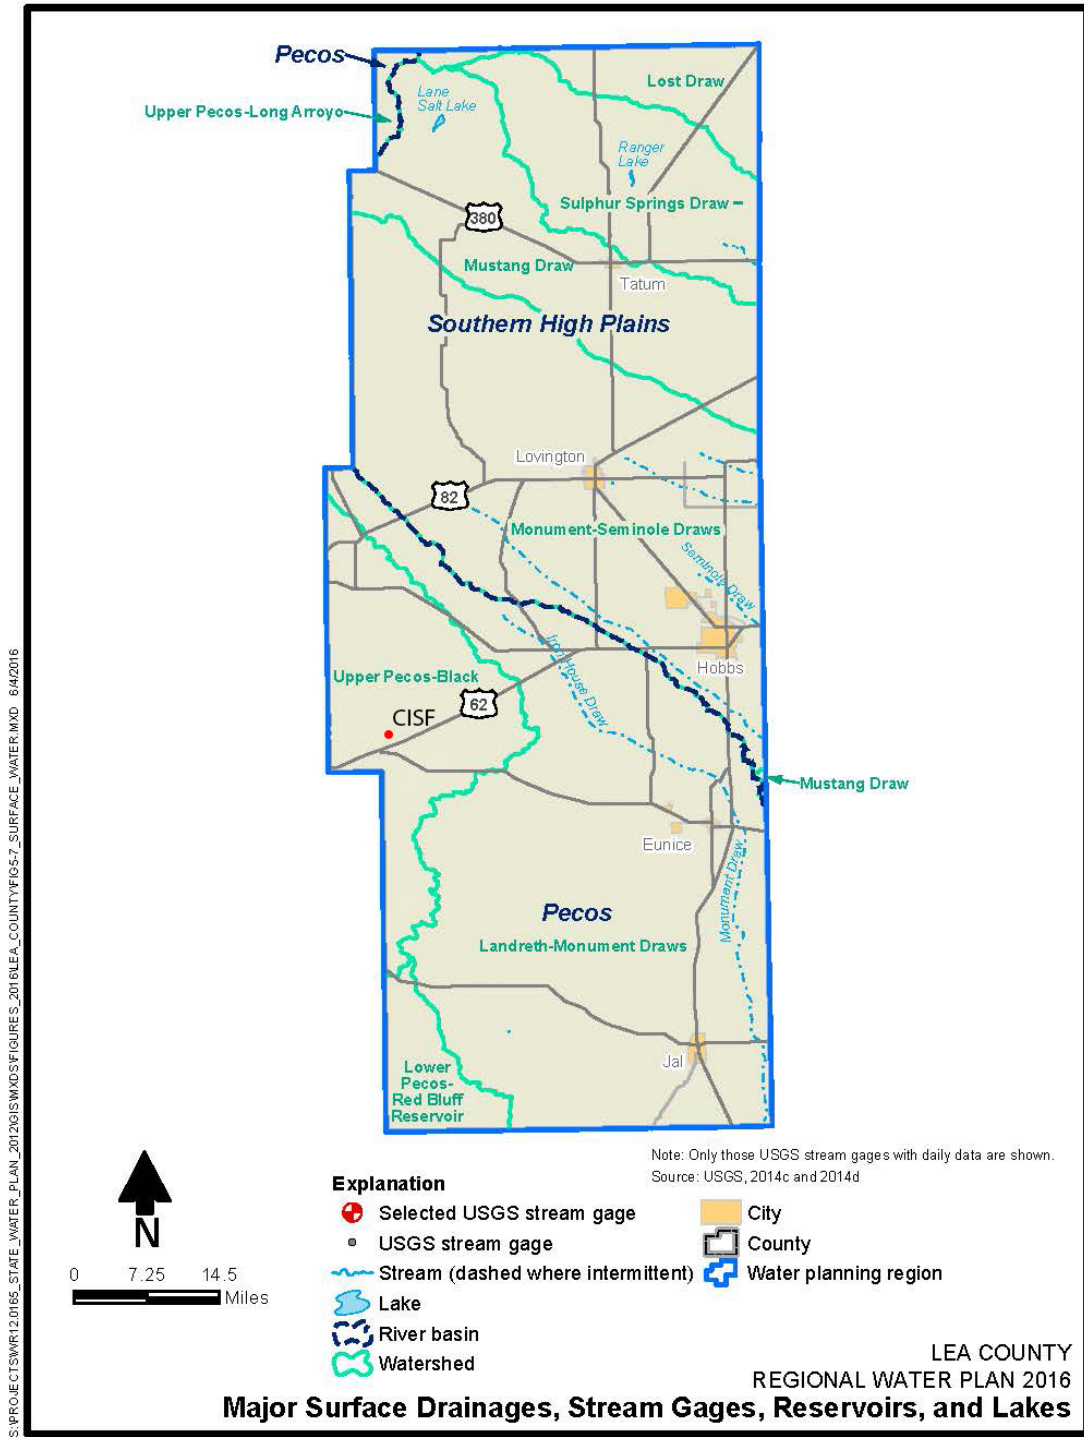 Pecos
Upper Pecos-Long Arroyo
Lane
Salt Lake
Lost Draw
Ranger
Lake
Sulphur Springs Draw
380
Mustang Draw
Tatum
Southern High Plains
Lovington
82
Monument-Seminole Draws
Seminole Draw
Hobbs
Iron House Draw
Upper Pecos-Black
62
CISF
Mustang Draw
Eunice
Monument Draw
Pecos
Landreth-Monument Draws
Jal
Lower
Pecos-
Red Bluff
Reservoir
Note: Only those USGS stream gages with daily data are shown.
Source: USGS, 2014c and 2014d
N
0 7.25 14.5
Miles
Explanation
Selected USGS stream gage
USGS stream gage
Stream (dashed where intermittent)
Lake
River basin
Watershed
City
County
Water planning region
LEA COUNTY
REGIONAL WATER PLAN 2016
Major Surface Drainages, Stream Gages, Reservoirs, and Lakes
S:\PROJECTS\WR12.0165_STATE_WATER_PLAN_2012\GIS\MXDS\FIGURES_2016\LEA_COUNTY\FIG5-7_SURFACE_WATER.MXD 6/4/2016